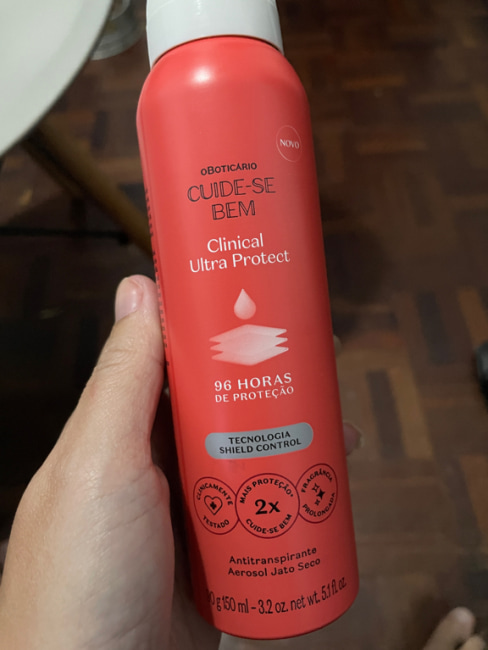 NOVO
oBOTICÁRIO
CUIDE-SE
BEM
Clinical
Ultra Protect
96 HORAS
DE PROTEÇÃO
TECNOLOGIA
SHIELD CONTROL
CLINICAMENTE
TESTADO
MAIS PROTEÇÃO*
2x
CUIDE-SE BEM
FRAGRÂNCIA
PROLONGADA
Antitranspirante
Aerosol Jato Seco
0 g 150 ml - 3.2 oz. net wt. 5.1 fl. oz.